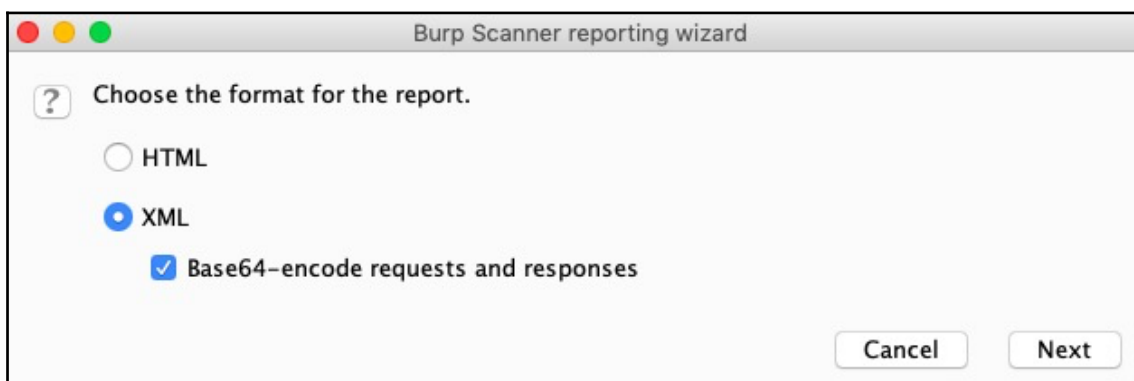 Burp Scanner reporting wizard
? Choose the format for the report.
HTML
XML
Base64-encode requests and responses
Cancel Next